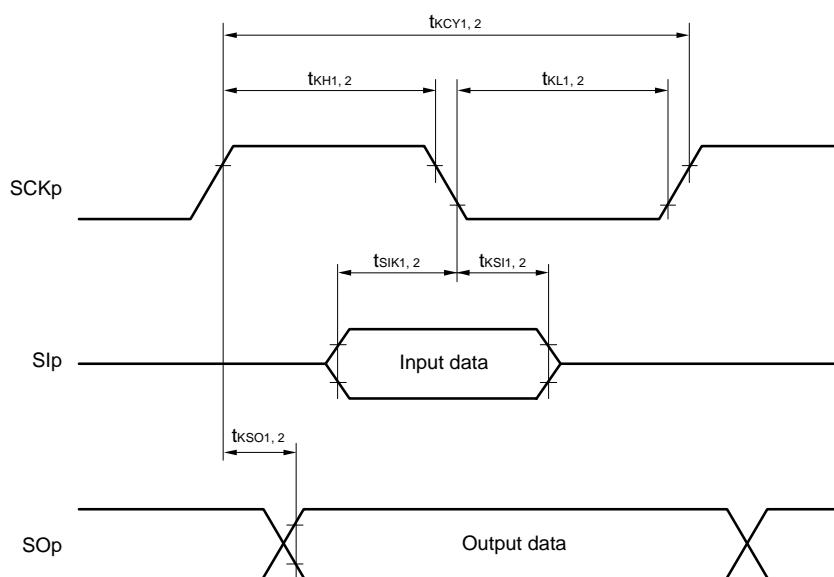 tKCY1, 2
tKH1, 2
tKL1, 2
SCKp
tSIK1, 2
tKSI1, 2
SIp
Input data
tKSO1, 2
SOp
Output data